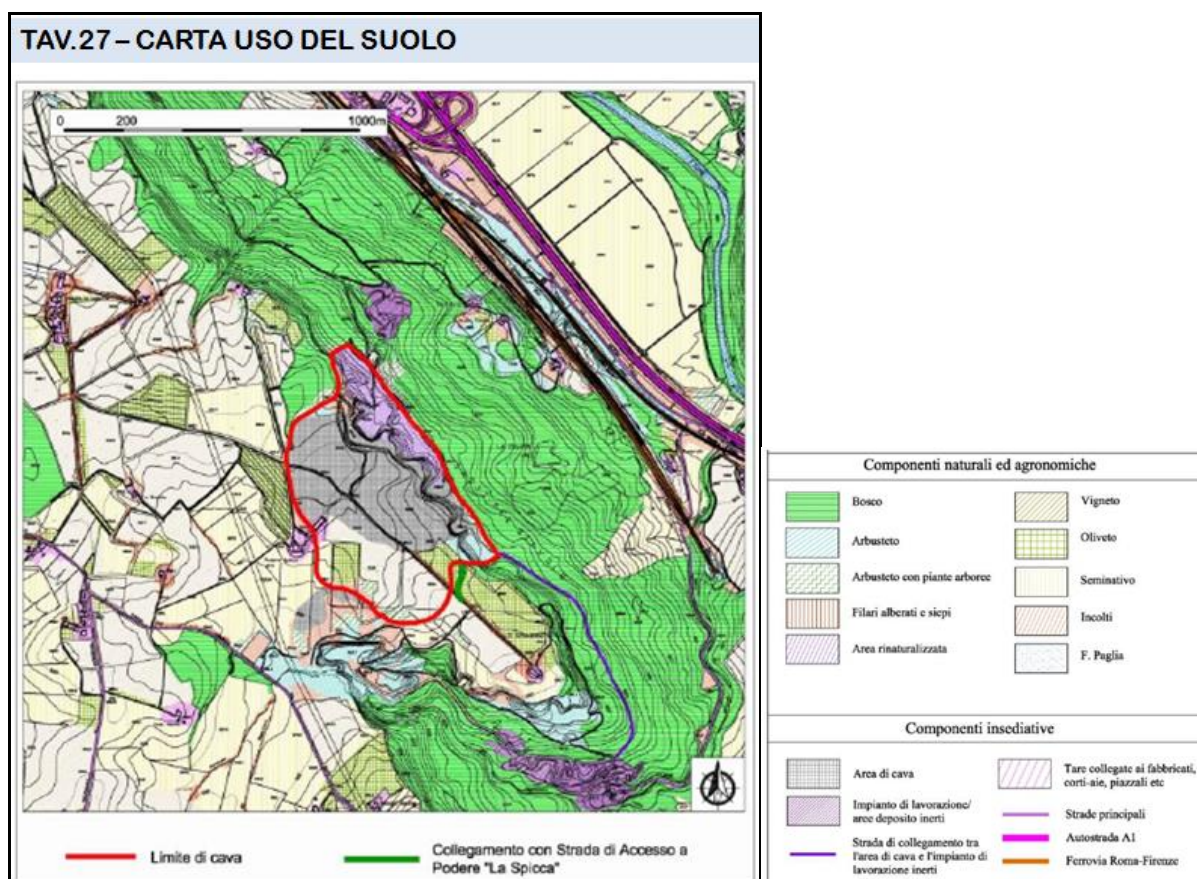 TAV.27 – CARTA USO DEL SUOLO
0 200 1000m
Limite di cava
Collegamento con Strada di Accesso a
Podere "La Spicca"
Componenti naturali ed agronomiche
Bosco
Arbusteto
Arbusteto con piante arboree
Filari alberati e siepi
Area rinaturalizzata
Vigneto
Oliveto
Seminativo
Incolti
F. Paglia
Componenti insediative
Area di cava
Impianto di lavorazione/
aree deposito inerti
Strada di collegamento tra
l'area di cava e l'impianto di
lavorazione inerti
Tare collegate ai fabbricati,
corti-aie, piazzali etc
Strade principali
Autostrada A1
Ferrovia Roma-Firenze